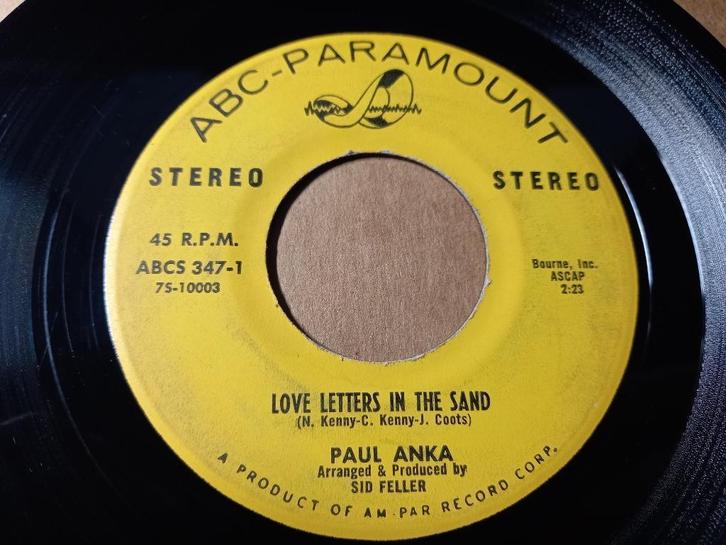 ABC-PARAMOUNT
STEREO
STEREO
45 R.P.M.
ABCS 347-1
7S-10003
Bourne, Inc.
ASCAP
2:23
LOVE LETTERS IN THE SAND
(N. Kenny-C. Kenny-J. Coots)
PAUL ANKA
Arranged & Produced by
SID FELLER
A PRODUCT OF AM-PAR RECORD CORP.